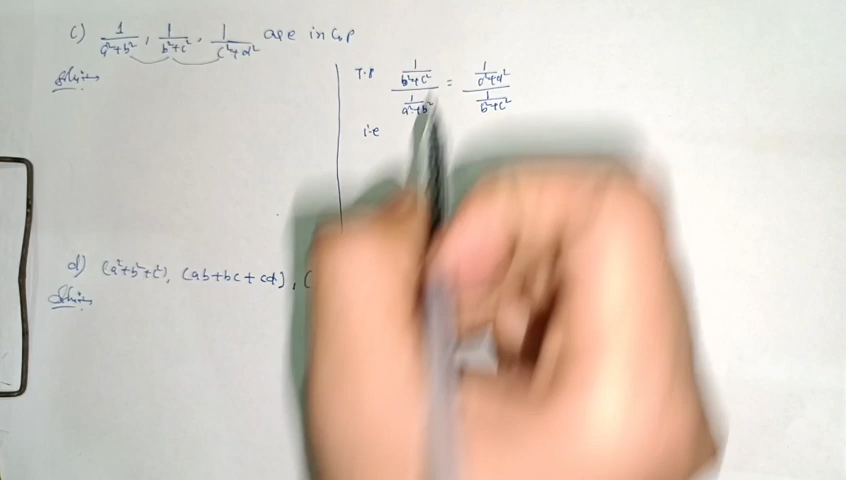 c) 1/(a²+b²), 1/(b²+c²), 1/(c²+d²) are in G.P
Soln:
T.P (1/(b²+c²))/(1/(a²+b²)) = (1/(c²+d²))/(1/(b²+c²))
i.e
d) (a²+b²+c²), (ab+bc+cd), (
Soln: